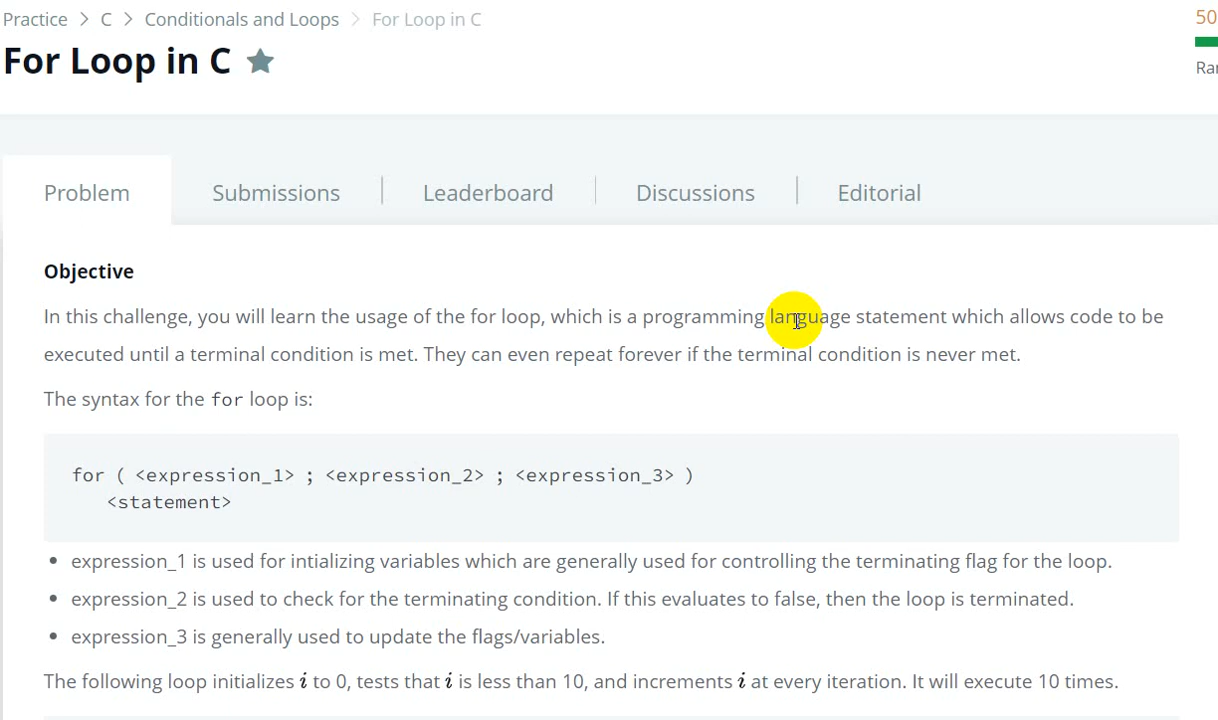 Practice > C > Conditionals and Loops > For Loop in C
50
For Loop in C
Problem
Submissions
Leaderboard
Discussions
Editorial
Objective
In this challenge, you will learn the usage of the for loop, which is a programming language statement which allows code to be
executed until a terminal condition is met. They can even repeat forever if the terminal condition is never met.
The syntax for the for loop is:
for ( <expression_1> ; <expression_2> ; <expression_3> )
<statement>
• expression_1 is used for intializing variables which are generally used for controlling the terminating flag for the loop.
• expression_2 is used to check for the terminating condition. If this evaluates to false, then the loop is terminated.
• expression_3 is generally used to update the flags/variables.
The following loop initializes i to 0, tests that i is less than 10, and increments i at every iteration. It will execute 10 times.